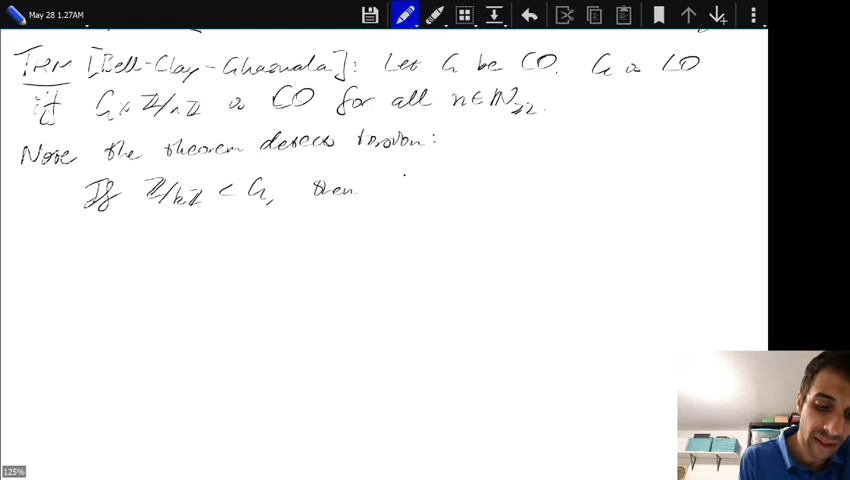 May 28 1.27AM
THM [Bell-Clay-Ghaswala]: Let G be CO. G is LO
iff G × ℤ/nℤ is CO for all n ∈ ℕ≥2.
Note the theorem detects torsion:
If ℤ/kℤ < G, then
125%